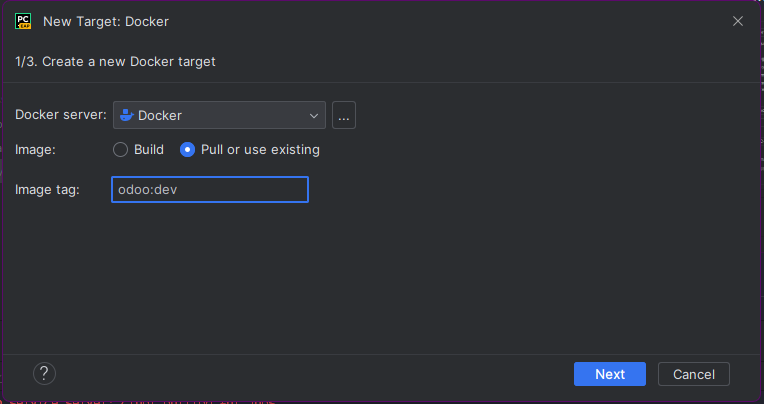 PC
EAP
New Target: Docker
1/3. Create a new Docker target
Docker server:
Docker
...
Image:
Build
Pull or use existing
Image tag:
odoo:dev
?
Next
Cancel